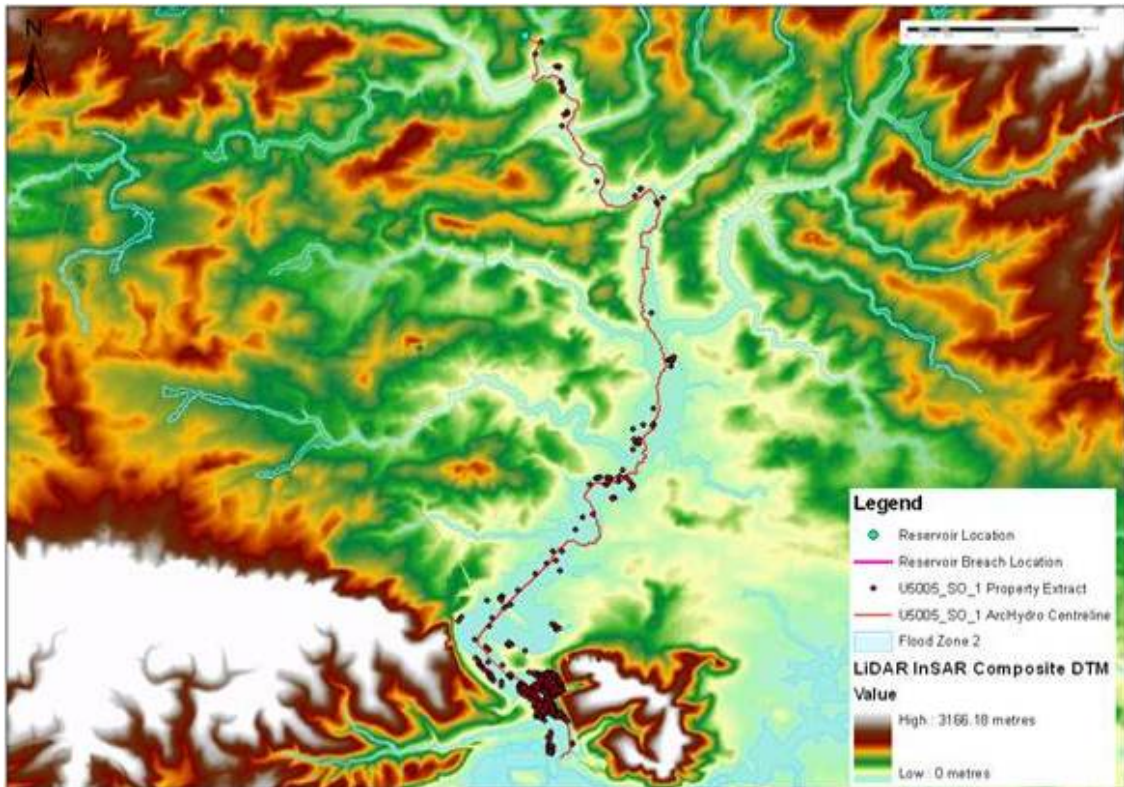 N
Legend
Reservoir Location
Reservoir Breach Location
U5005_SO_1 Property Extract
U5005_SO_1 ArcHydro Centreline
Flood Zone 2
LiDAR InSAR Composite DTM
Value
High : 3166.18 metres
Low : 0 metres